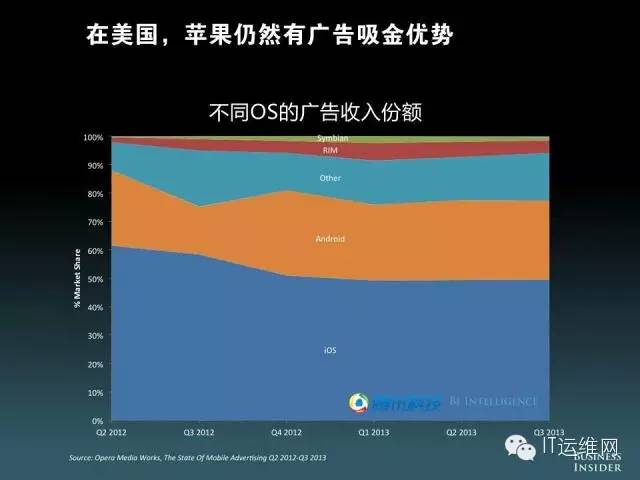 在美国，苹果仍然有广告吸金优势
不同OS的广告收入份额
% Market Share
100%
90%
80%
70%
60%
50%
40%
30%
20%
10%
0%
Symbian
RIM
Other
Android
iOS
腾讯科技
BI INTELLIGENCE
Q2 2012
Q3 2012
Q4 2012
Q1 2013
Q2 2013
Q3 2013
IT运维网
Source: Opera Media Works, The State Of Mobile Advertising Q2 2012-Q3 2013
BUSINESS
INSIDER